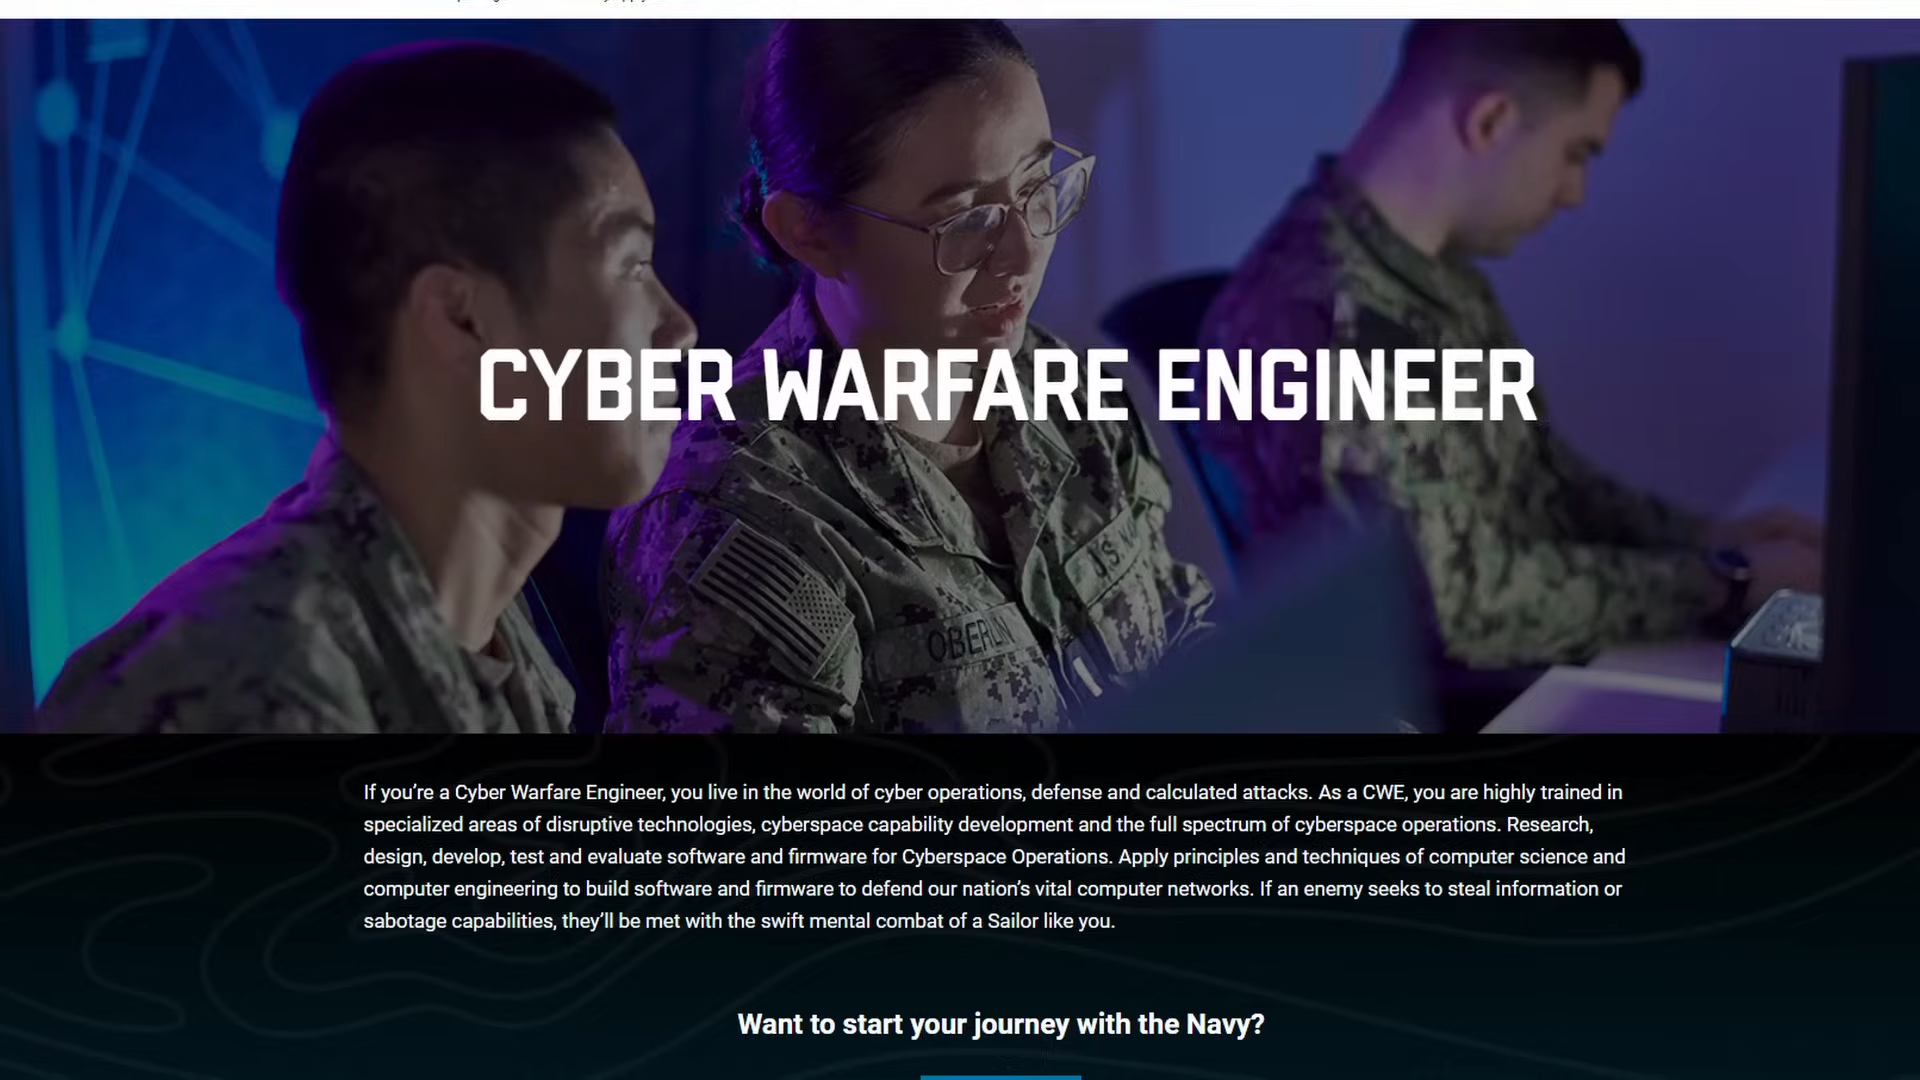 CYBER WARFARE ENGINEER
OBERLIN
U.S. NA
If you’re a Cyber Warfare Engineer, you live in the world of cyber operations, defense and calculated attacks. As a CWE, you are highly trained in
specialized areas of disruptive technologies, cyberspace capability development and the full spectrum of cyberspace operations. Research,
design, develop, test and evaluate software and firmware for Cyberspace Operations. Apply principles and techniques of computer science and
computer engineering to build software and firmware to defend our nation’s vital computer networks. If an enemy seeks to steal information or
sabotage capabilities, they’ll be met with the swift mental combat of a Sailor like you.
Want to start your journey with the Navy?